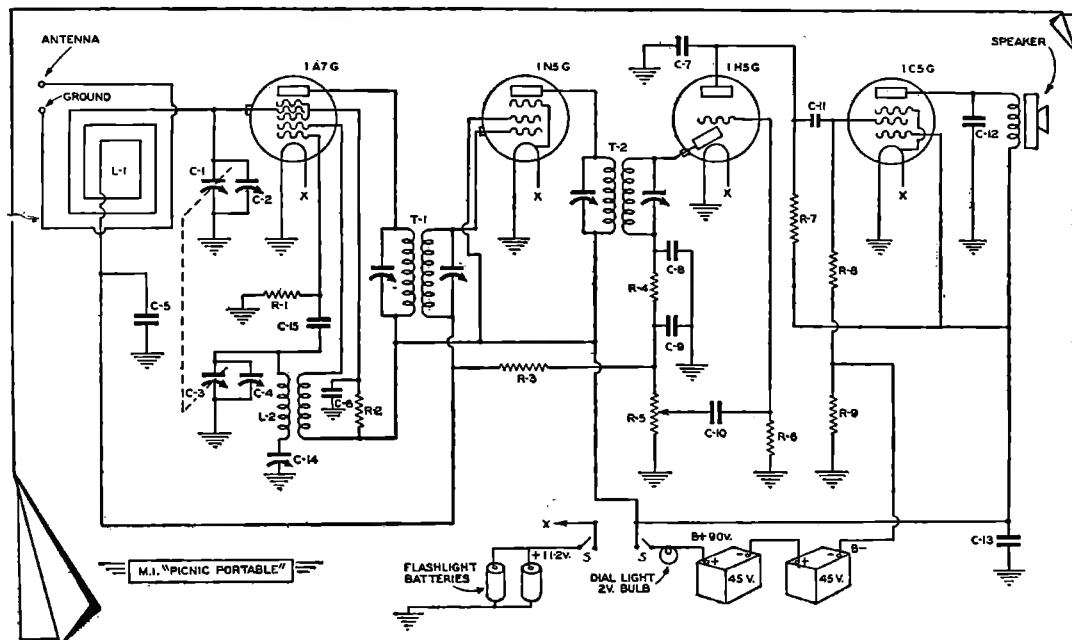 ANTENNA
GROUND
1A7G
1N5G
1H5G
1C5G
SPEAKER
C-7
C-11
C-12
L-1
C-1
C-2
X
X
X
X
T-1
T-2
R-7
R-8
C-5
R-1
C-15
C-8
R-4
C-9
C-3
C-4
L-2
C-6
R-2
R-3
R-5
C-10
R-6
R-9
C-14
X
S
S
B+90V.
B-
+1 1-2V.
+ -
+ -
45 V.
45 V.
C-13
M.I. "PICNIC PORTABLE"
FLASHLIGHT
BATTERIES
DIAL LIGHT
2V. BULB